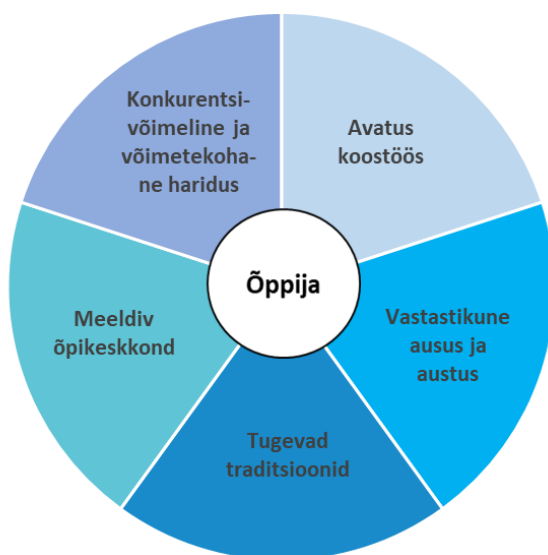 Konkurentsi-
võimeline ja
võimetekoha-
ne haridus
Avatus
koostöös
Õppija
Meeldiv
õpikeskkond
Vastastikune
ausus ja
austus
Tugevad
traditsioonid